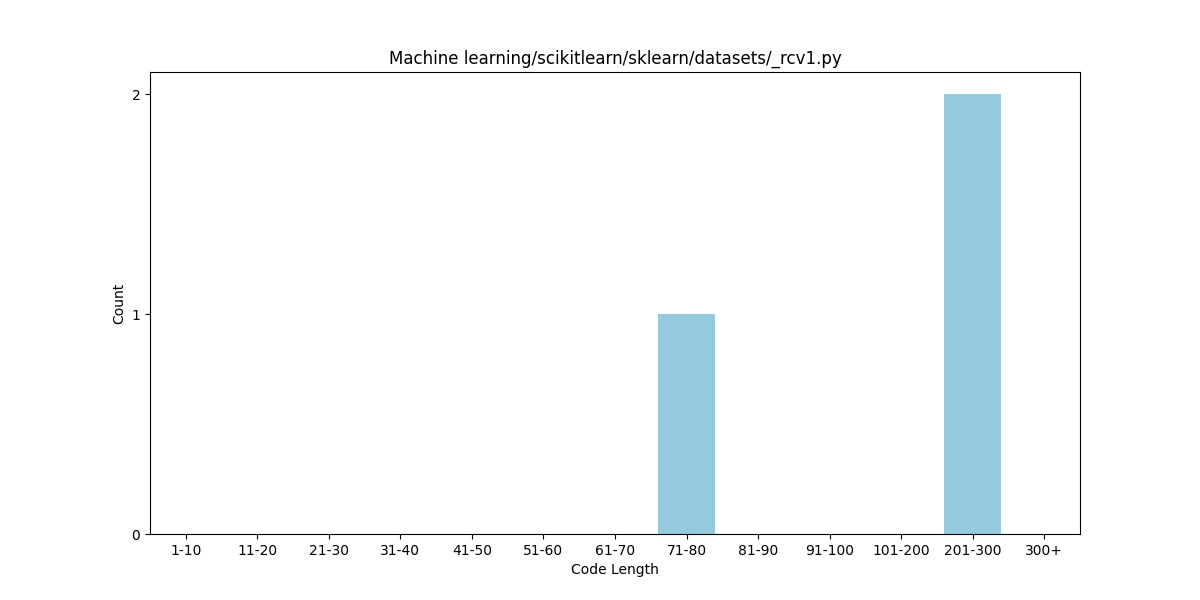 Machine learning/scikitlearn/sklearn/datasets/_rcv1.py
2
1
0
Count
1-10 11-20 21-30 31-40 41-50 51-60 61-70 71-80 81-90 91-100 101-200 201-300 300+
Code Length